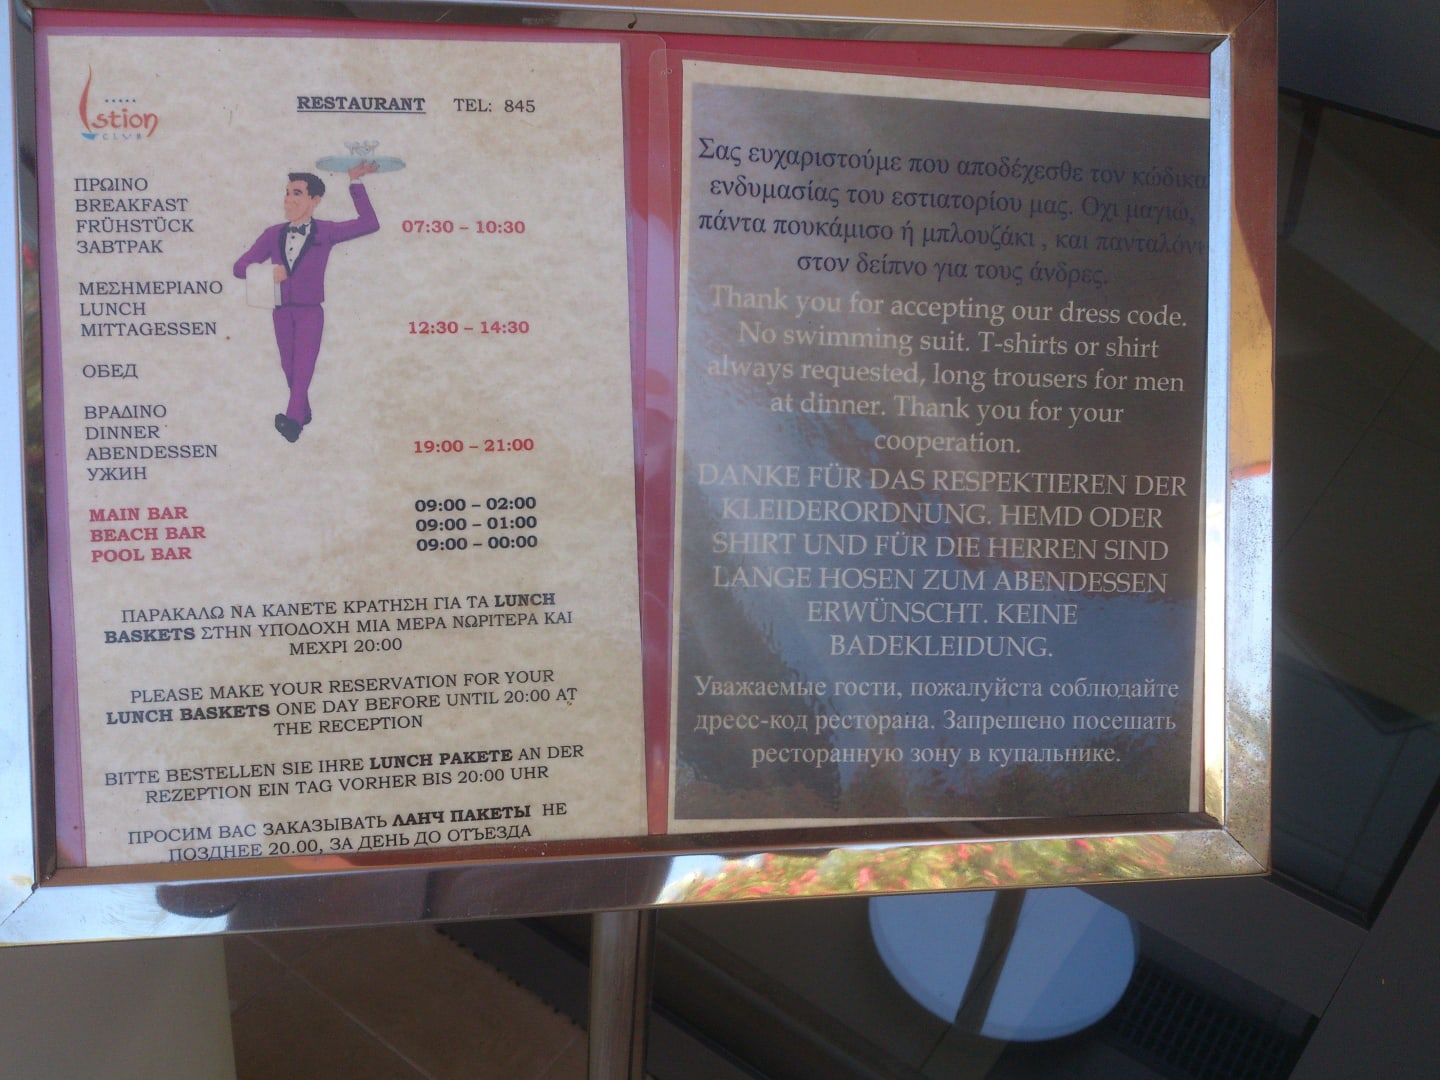 Istion
CLUB
RESTAURANT TEL: 845
ΠΡΩΙΝΟ
BREAKFAST
FRÜHSTÜCK
ЗАВТРАК
07:30 – 10:30
ΜΕΣΗΜΕΡΙΑΝΟ
LUNCH
MITTAGESSEN
12:30 – 14:30
ОБЕД
ΒΡΑΔΙΝΟ
DINNER
ABENDESSEN
УЖИН
19:00 – 21:00
MAIN BAR 09:00 – 02:00
BEACH BAR 09:00 – 01:00
POOL BAR 09:00 – 00:00
ΠΑΡΑΚΑΛΩ ΝΑ ΚΑΝΕΤΕ ΚΡΑΤΗΣΗ ΓΙΑ ΤΑ LUNCH
BASKETS ΣΤΗΝ ΥΠΟΔΟΧΗ ΜΙΑ ΜΕΡΑ ΝΩΡΙΤΕΡΑ ΚΑΙ
ΜΕΧΡΙ 20:00
PLEASE MAKE YOUR RESERVATION FOR YOUR
LUNCH BASKETS ONE DAY BEFORE UNTIL 20:00 AT
THE RECEPTION
BITTE BESTELLEN SIE IHRE LUNCH PAKETE AN DER
REZEPTION EIN TAG VORHER BIS 20:00 UHR
ПРОСИМ ВАС ЗАКАЗЫВАТЬ ЛАНЧ ПАКЕТЫ НЕ
ПОЗДНЕЕ 20.00, ЗА ДЕНЬ ДО ОТЪЕЗДА
Σας ευχαριστούμε που αποδέχεσθε τον κώδικα
ενδυμασίας του εστιατορίου μας. Οχι μαγιώ,
πάντα πουκάμισο ή μπλουζάκι , και πανταλόνι
στον δείπνο για τους άνδρες.
Thank you for accepting our dress code.
No swimming suit. T-shirts or shirt
always requested, long trousers for men
at dinner. Thank you for your
cooperation.
DANKE FÜR DAS RESPEKTIEREN DER
KLEIDERORDNUNG. HEMD ODER
SHIRT UND FÜR DIE HERREN SIND
LANGE HOSEN ZUM ABENDESSEN
ERWÜNSCHT. KEINE
BADEKLEIDUNG.
Уважаемые гости, пожалуйста соблюдайте
дресс-код ресторана. Запрешено посешать
ресторанную зону в купальнике.